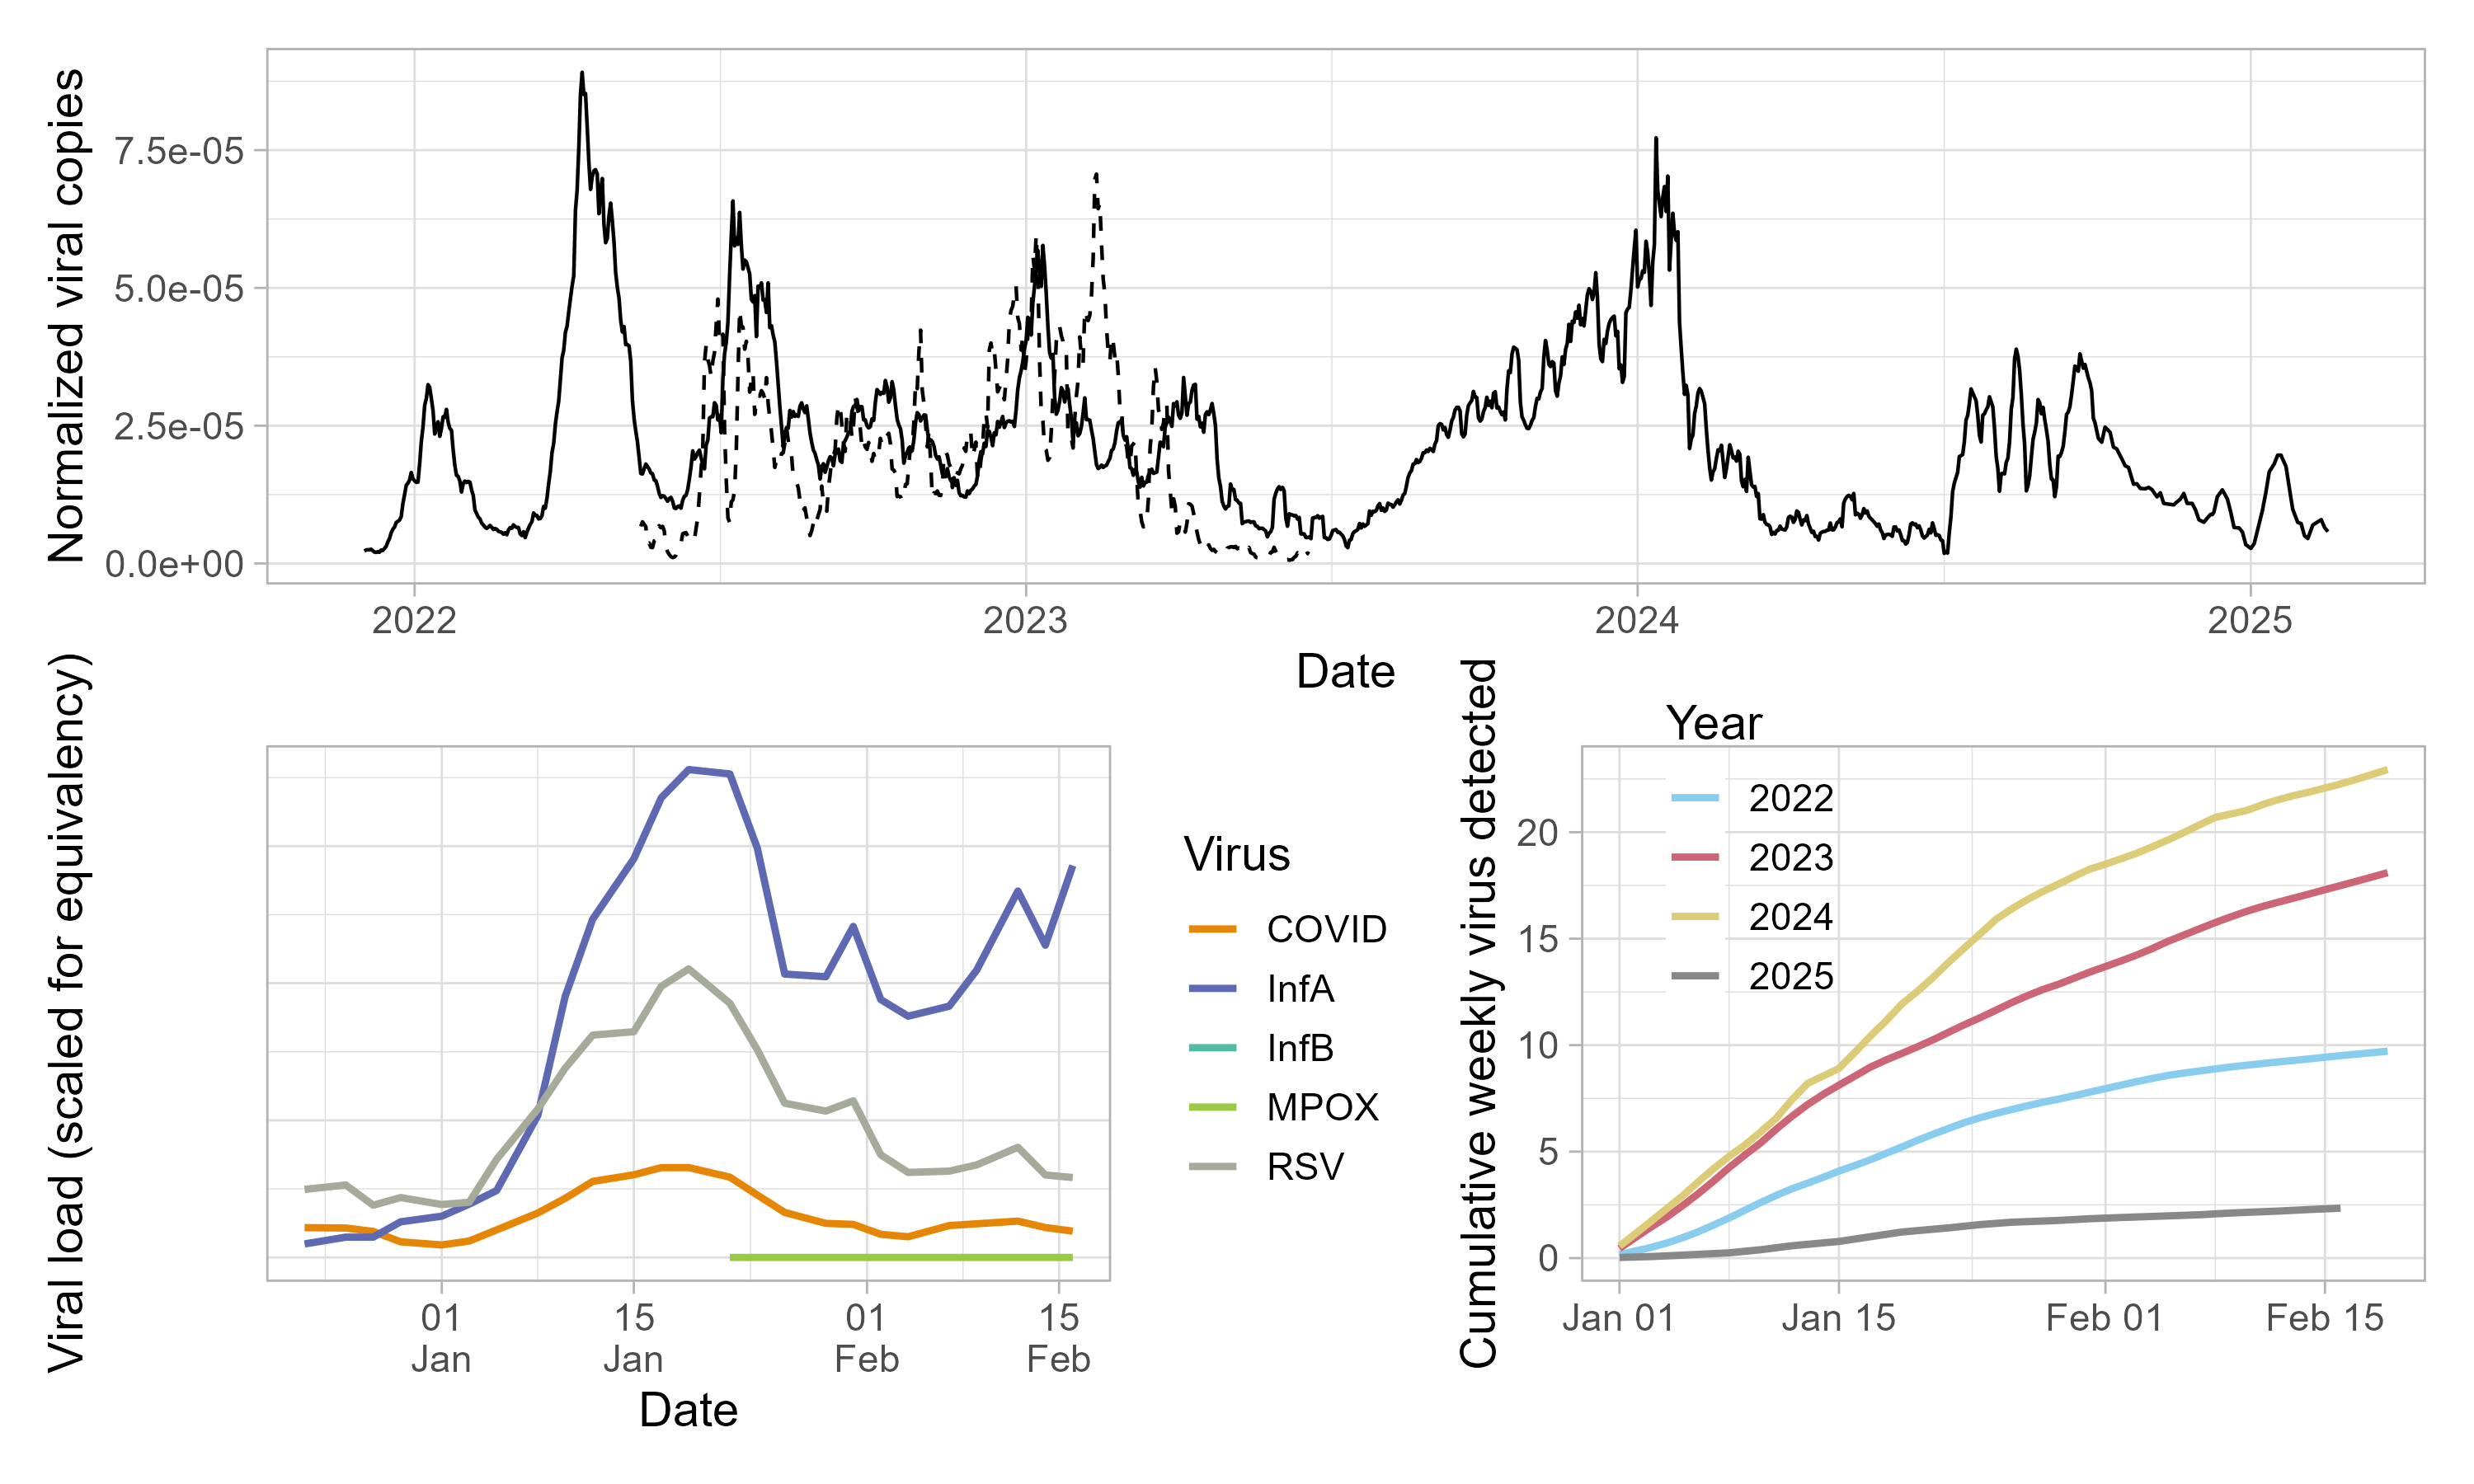 Normalized viral copies
7.5e-05
5.0e-05
2.5e-05
0.0e+00
2022
2023
2024
2025
Date
Viral load (scaled for equivalency)
01
Jan
15
Jan
01
Feb
15
Feb
Date
Virus
COVID
InfA
InfB
MPOX
RSV
Cumulative weekly virus detected
Year
2022
2023
2024
2025
20
15
10
5
0
Jan 01
Jan 15
Feb 01
Feb 15